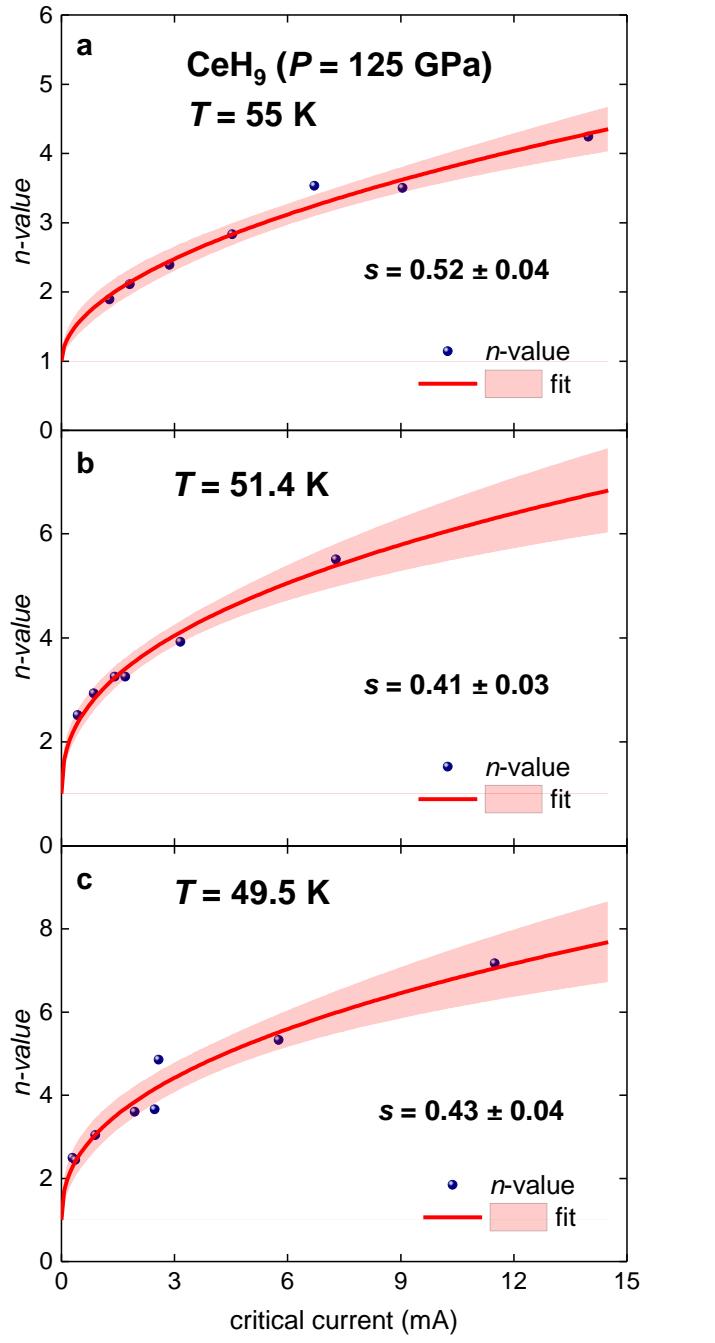 6
a
CeH₉ (P = 125 GPa)
5
T = 55 K
4
n-value
3
s = 0.52 ± 0.04
2
n-value
1
fit
0
b
T = 51.4 K
6
n-value
4
s = 0.41 ± 0.03
2
n-value
fit
0
c
T = 49.5 K
8
6
n-value
4
s = 0.43 ± 0.04
2
n-value
fit
0
0 3 6 9 12 15
critical current (mA)